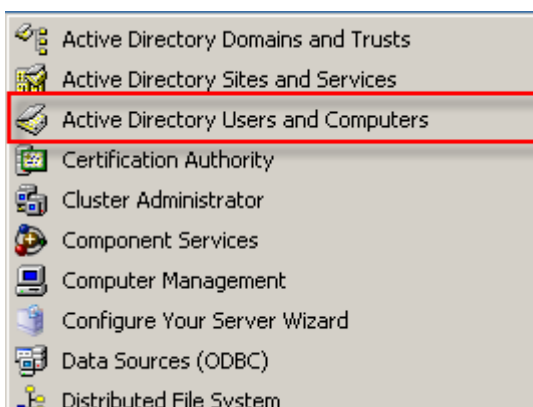 Active Directory Domains and Trusts
Active Directory Sites and Services
Active Directory Users and Computers
Certification Authority
Cluster Administrator
Component Services
Computer Management
Configure Your Server Wizard
Data Sources (ODBC)
Distributed File System